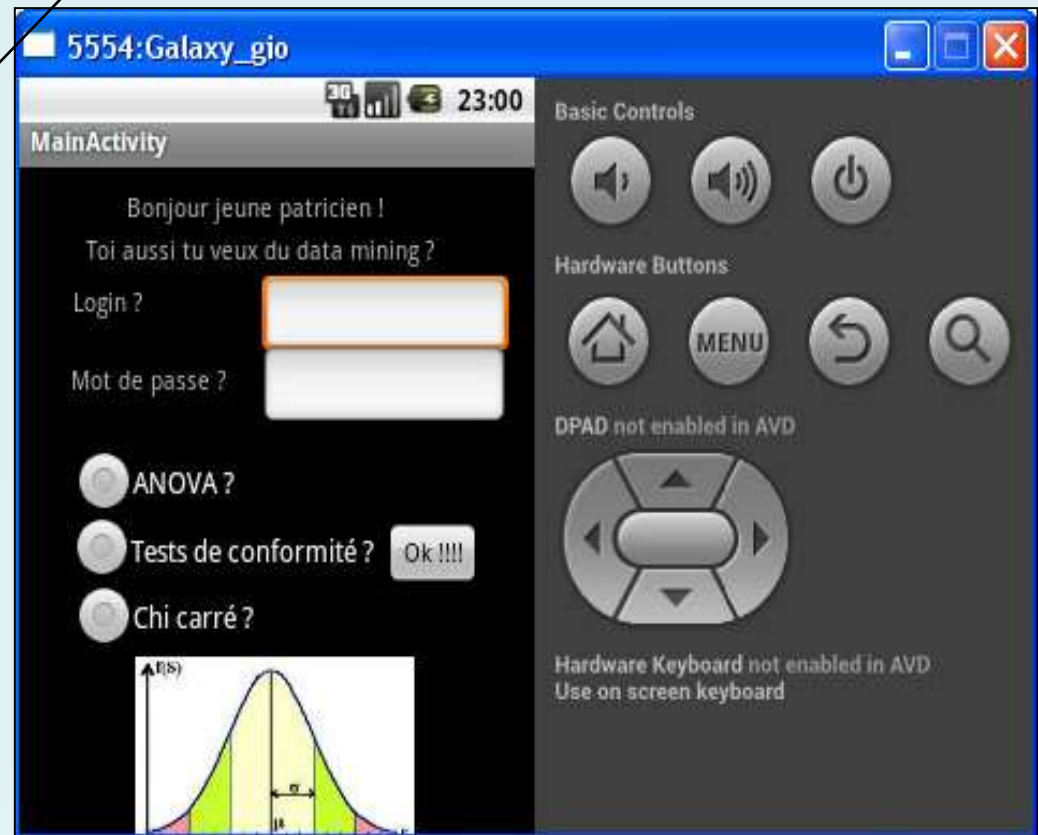 5554:Galaxy_gio
23:00
MainActivity
Bonjour jeune patricien !
Toi aussi tu veux du data mining ?
Login ?
Mot de passe ?
ANOVA ?
Tests de conformité ?
Ok !!!!
Chi carré ?
f(S)
σ
μ
Basic Controls
Hardware Buttons
MENU
DPAD not enabled in AVD
Hardware Keyboard not enabled in AVD
Use on screen keyboard